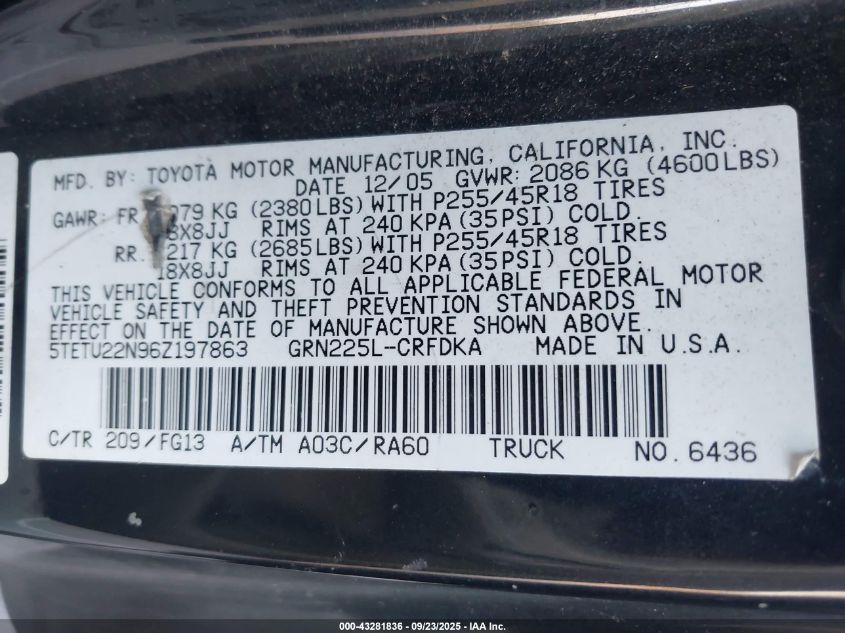 MFD. BY: TOYOTA MOTOR MANUFACTURING, CALIFORNIA, INC.
DATE 12/05 GVWR: 2086 KG (4600LBS)
GAWR: FR 079 KG (2380LBS) WITH P255/45R18 TIRES
8X8JJ RIMS AT 240 KPA (35PSI) COLD.
RR. 217 KG (2685LBS) WITH P255/45R18 TIRES
18X8JJ RIMS AT 240 KPA (35PSI) COLD.
THIS VEHICLE CONFORMS TO ALL APPLICABLE FEDERAL MOTOR
VEHICLE SAFETY AND THEFT PREVENTION STANDARDS IN
EFFECT ON THE DATE OF MANUFACTURE SHOWN ABOVE.
5TETU22N96Z197863 GRN225L-CRFDKA MADE IN U.S.A.
C/TR 209/FG13 A/TM A03C/RA60 TRUCK NO. 6436
000-43281836 - 09/23/2025 - IAA Inc.